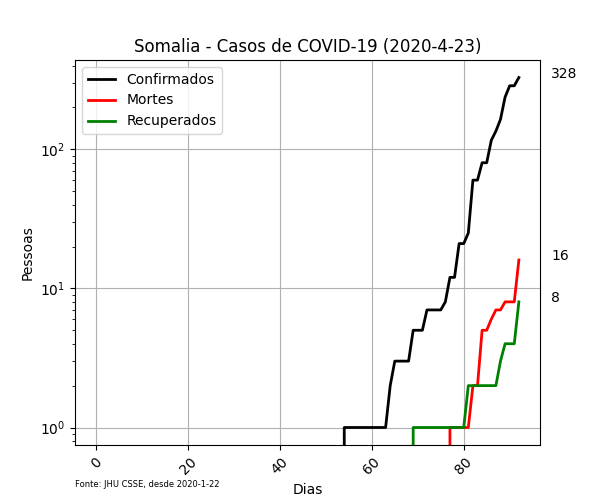 Somalia - Casos de COVID-19 (2020-4-23)
Confirmados
Mortes
Recuperados
328
16
8
10²
10¹
10⁰
Pessoas
0 20 40 60 80
Dias
Fonte: JHU CSSE, desde 2020-1-22